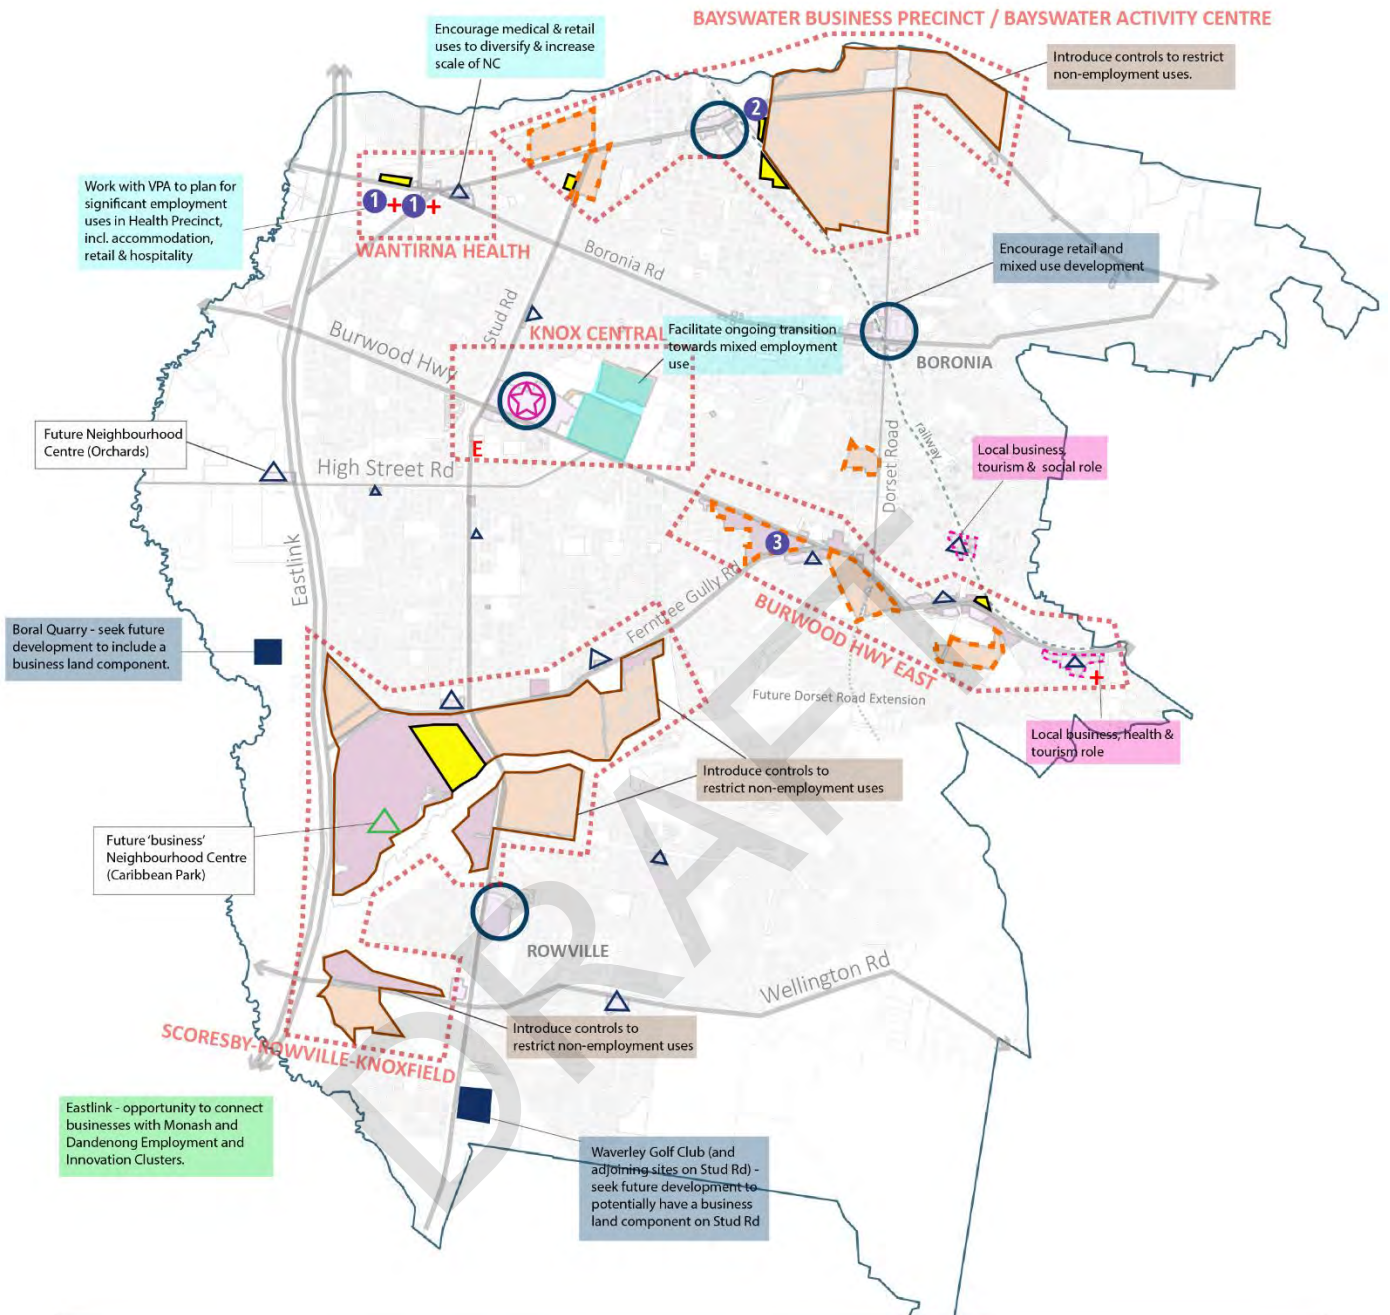 BAYSWATER BUSINESS PRECINCT / BAYSWATER ACTIVITY CENTRE
Encourage medical & retail
uses to diversify & increase
scale of NC
Introduce controls to restrict
non-employment uses.
2
Work with VPA to plan for
significant employment
uses in Health Precinct,
incl. accommodation,
retail & hospitality
1
1
WANTIRNA HEALTH
Boronia Rd
Encourage retail and
mixed use development
Stud Rd
Burwood Hwy
KNOX CENTRAL
Facilitate ongoing transition
towards mixed employment
use
BORONIA
Future Neighbourhood
Centre (Orchards)
E
High Street Rd
Dorset Road
railway
Local business,
tourism & social role
Eastlink
3
Ferntree Gully Rd
BURWOOD HWY EAST
Boral Quarry - seek future
development to include a
business land component.
Future Dorset Road Extension
Local business, health &
tourism role
Introduce controls to
restrict non-employment uses
Future 'business'
Neighbourhood Centre
(Caribbean Park)
ROWVILLE
Wellington Rd
Introduce controls to
restrict non-employment uses
SCORESBY-ROWVILLE-KNOXFIELD
Eastlink - opportunity to connect
businesses with Monash and
Dandenong Employment and
Innovation Clusters.
Waverley Golf Club (and
adjoining sites on Stud Rd) -
seek future development to
potentially have a business
land component on Stud Rd
DRAFT